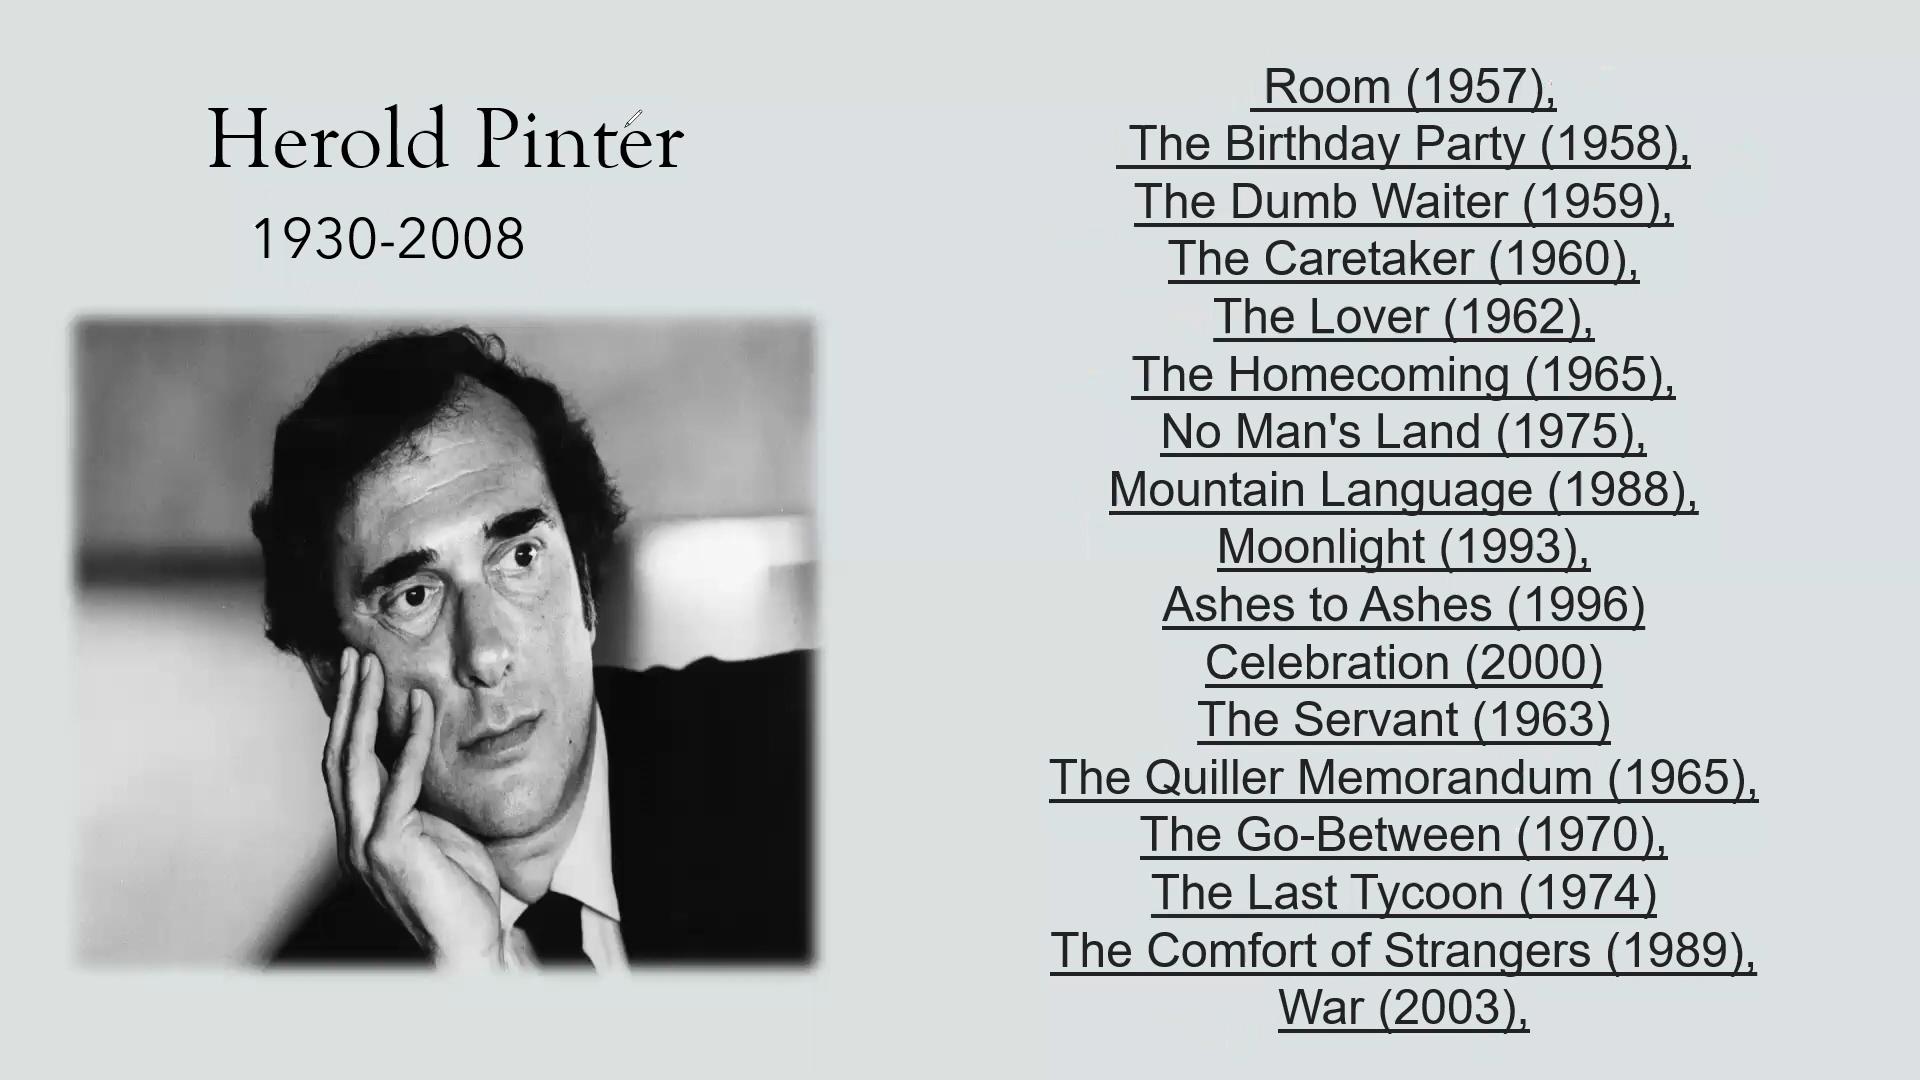 Herold Pinter
1930-2008
Room (1957),
The Birthday Party (1958),
The Dumb Waiter (1959),
The Caretaker (1960),
The Lover (1962),
The Homecoming (1965),
No Man's Land (1975),
Mountain Language (1988),
Moonlight (1993),
Ashes to Ashes (1996)
Celebration (2000)
The Servant (1963)
The Quiller Memorandum (1965),
The Go-Between (1970),
The Last Tycoon (1974)
The Comfort of Strangers (1989),
War (2003),